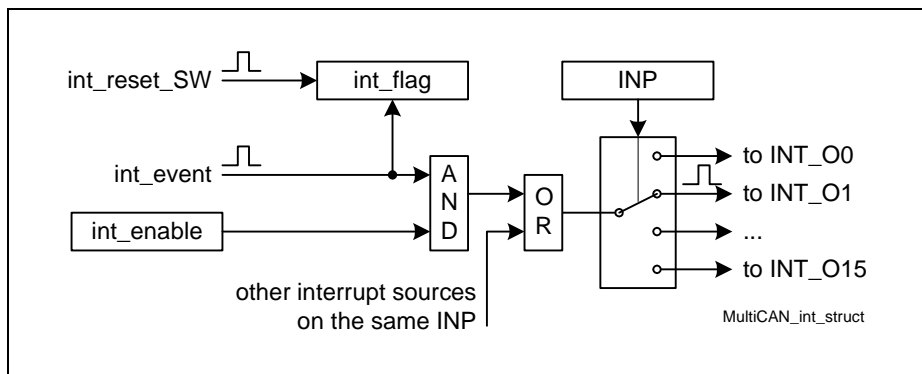 int_reset_SW
int_flag
INP
int_event
int_enable
A
N
D
O
R
other interrupt sources
on the same INP
to INT_O0
to INT_O1
...
to INT_O15
MultiCAN_int_struct